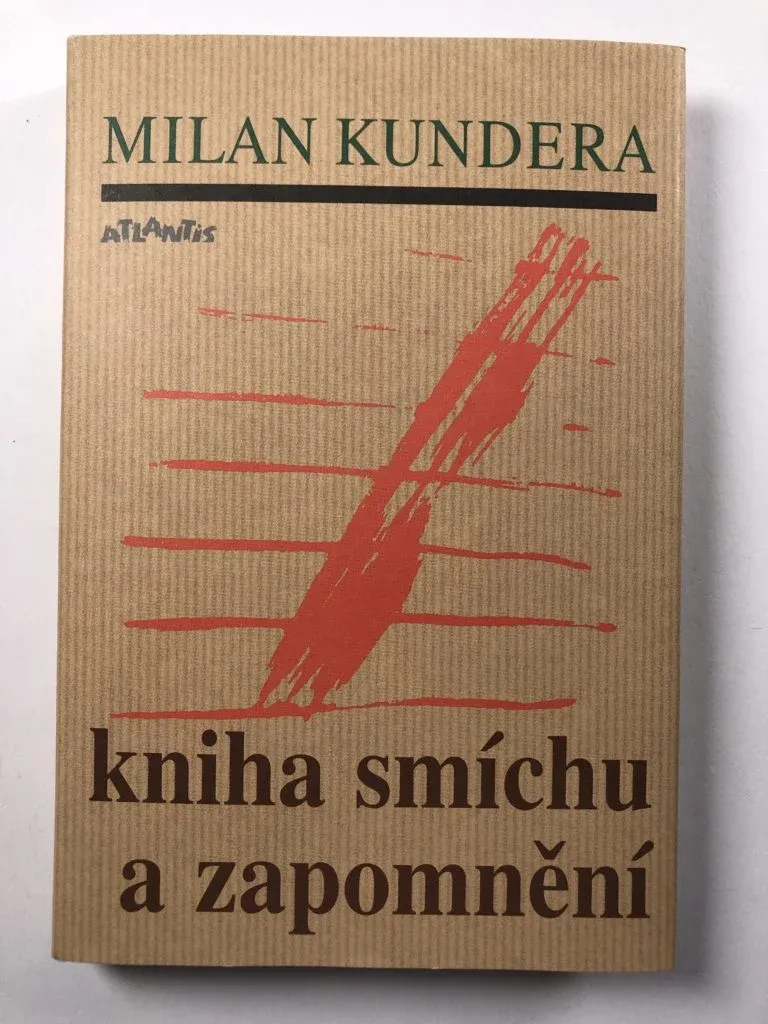 MILAN KUNDERA
ATLANTiS
kniha smíchu
a zapomnění